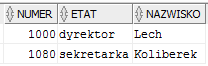 NUMER ETAT NAZWISKO
1000 dyrektor Lech
1080 sekretarka Koliberek